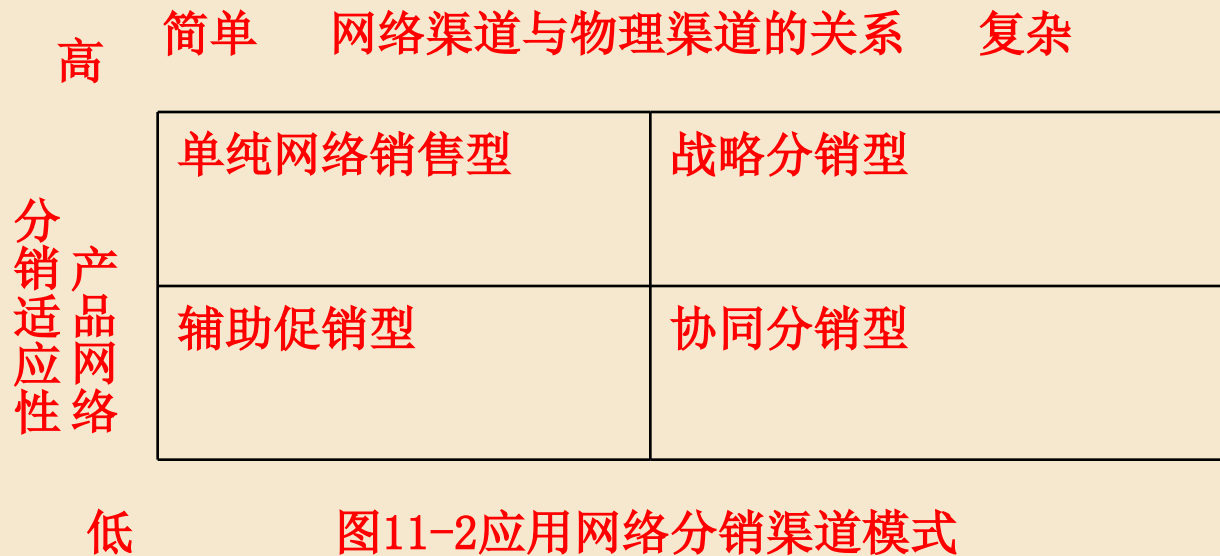 高 简单 网络渠道与物理渠道的关系 复杂
单纯网络销售型 战略分销型
产品网络
分销适应性
辅助促销型 协同分销型
低 图11-2应用网络分销渠道模式